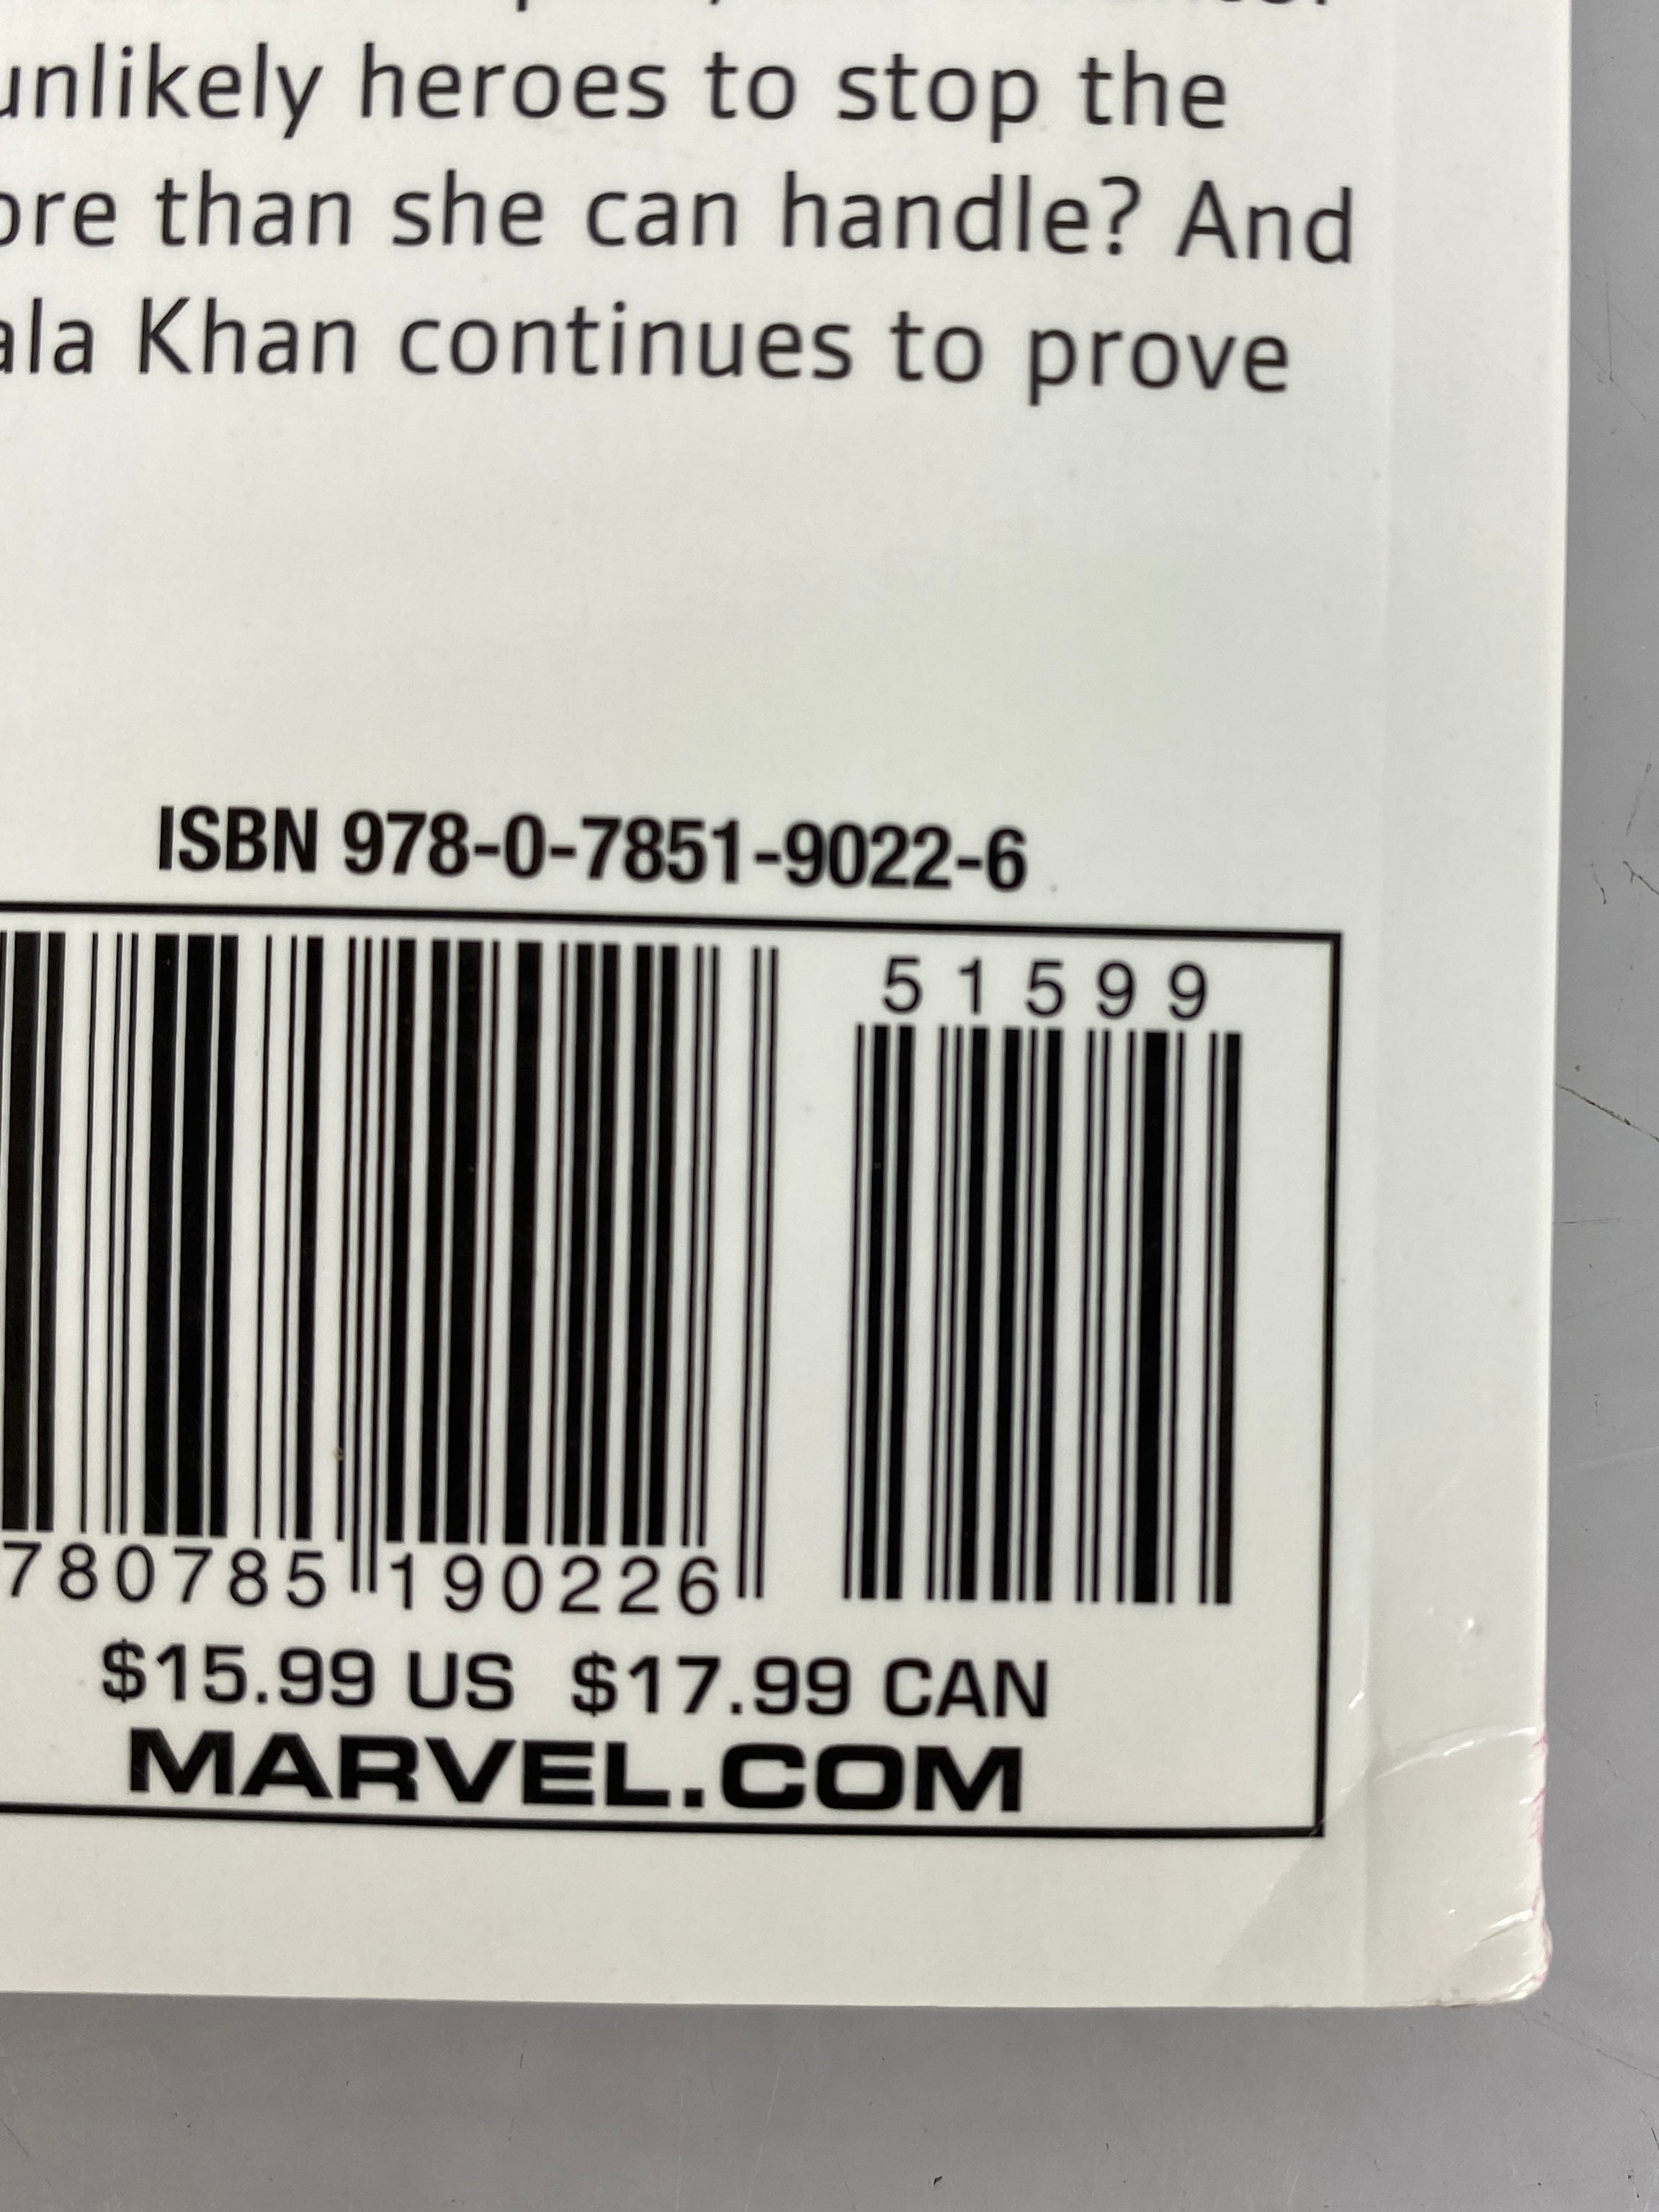 unlikely heroes to stop the
than she can handle? And
Khan continues to prove
ISBN 978-0-7851-9022-6
51599
780785 190226
$15.99 US $17.99 CAN
MARVEL.COM